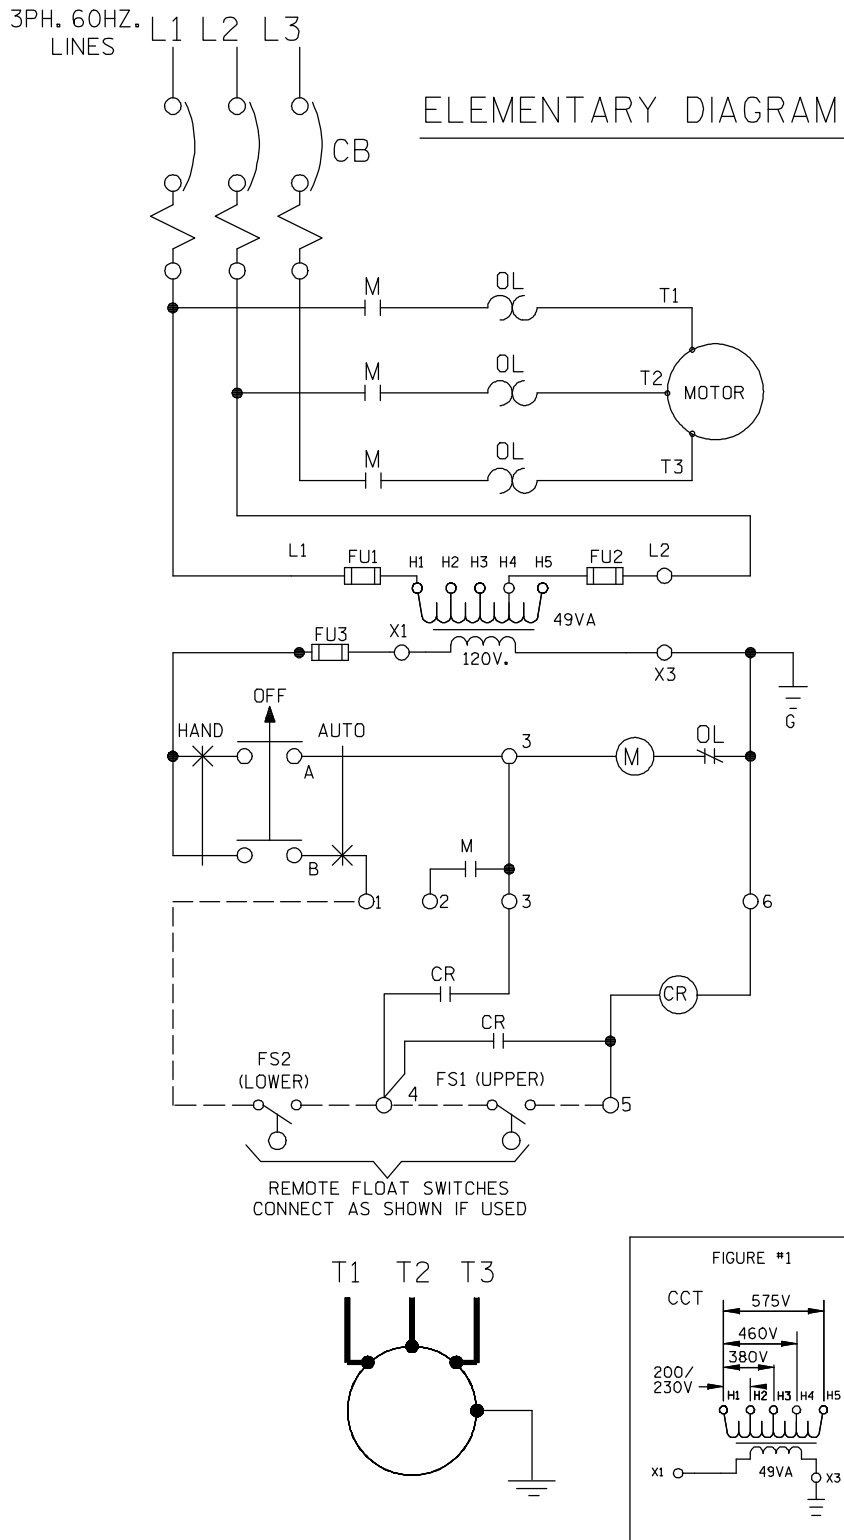 3PH. 60HZ.
LINES
L1 L2 L3
ELEMENTARY DIAGRAM
CB
M OL T1
M OL T2 MOTOR
M OL T3
L1 FU1 H1 H2 H3 H4 H5 FU2 L2
49VA
FU3 X1 120V. X3
G
OFF
HAND AUTO
A 3 M OL
B M
1 2 3 6
CR CR
CR
FS2
(LOWER)
4 FS1 (UPPER) 5
REMOTE FLOAT SWITCHES
CONNECT AS SHOWN IF USED
T1 T2 T3
FIGURE #1
CCT 575V
460V
380V
200/
230V
H1 H2 H3 H4 H5
X1 49VA X3